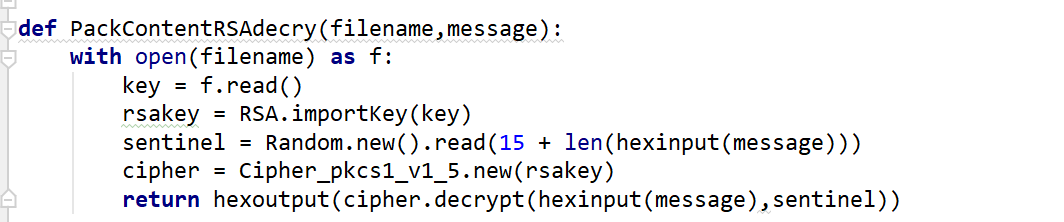 def PackContentRSAdecry(filename,message):
    with open(filename) as f:
        key = f.read()
        rsakey = RSA.importKey(key)
        sentinel = Random.new().read(15 + len(hexinput(message)))
        cipher = Cipher_pkcs1_v1_5.new(rsakey)
        return hexoutput(cipher.decrypt(hexinput(message),sentinel))